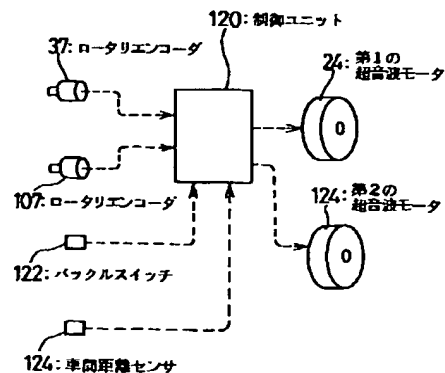 120:制御ユニット
37:ロータリエンコーダ
24:第1の
超音波モータ
107:ロータリエンコーダ
124:第2の
超音波モータ
122:バックルスイッチ
124:車間距離センサ